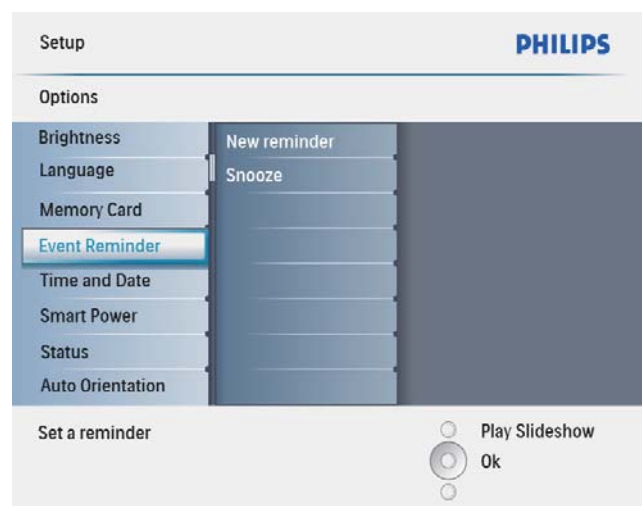 Setup
PHILIPS
Options
Brightness
Language
Memory Card
Event Reminder
Time and Date
Smart Power
Status
Auto Orientation
New reminder
Snooze
Set a reminder
Play Slideshow
Ok